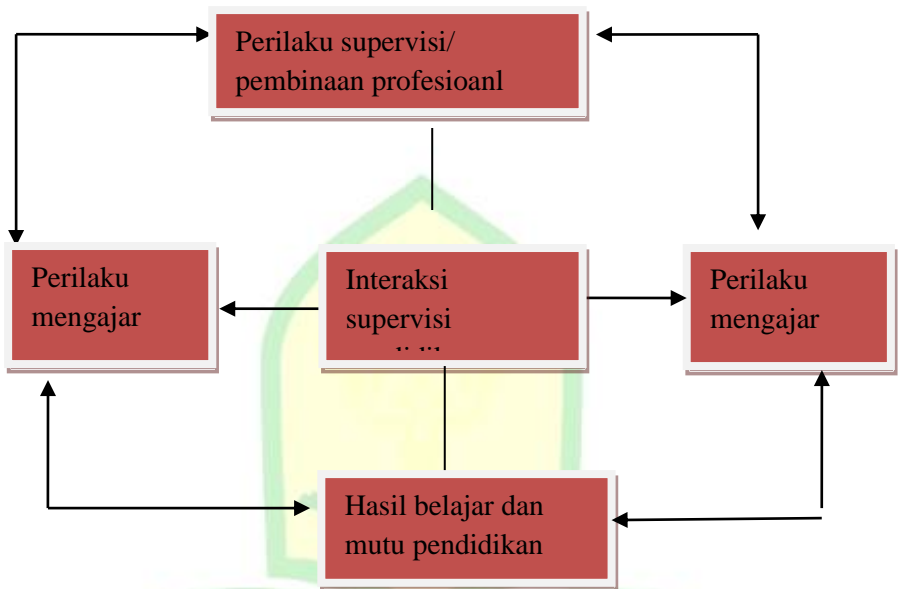 Perilaku supervisi/
pembinaan profesioanl
Perilaku
mengajar
Interaksi
supervisi
Perilaku
mengajar
Hasil belajar dan
mutu pendidikan